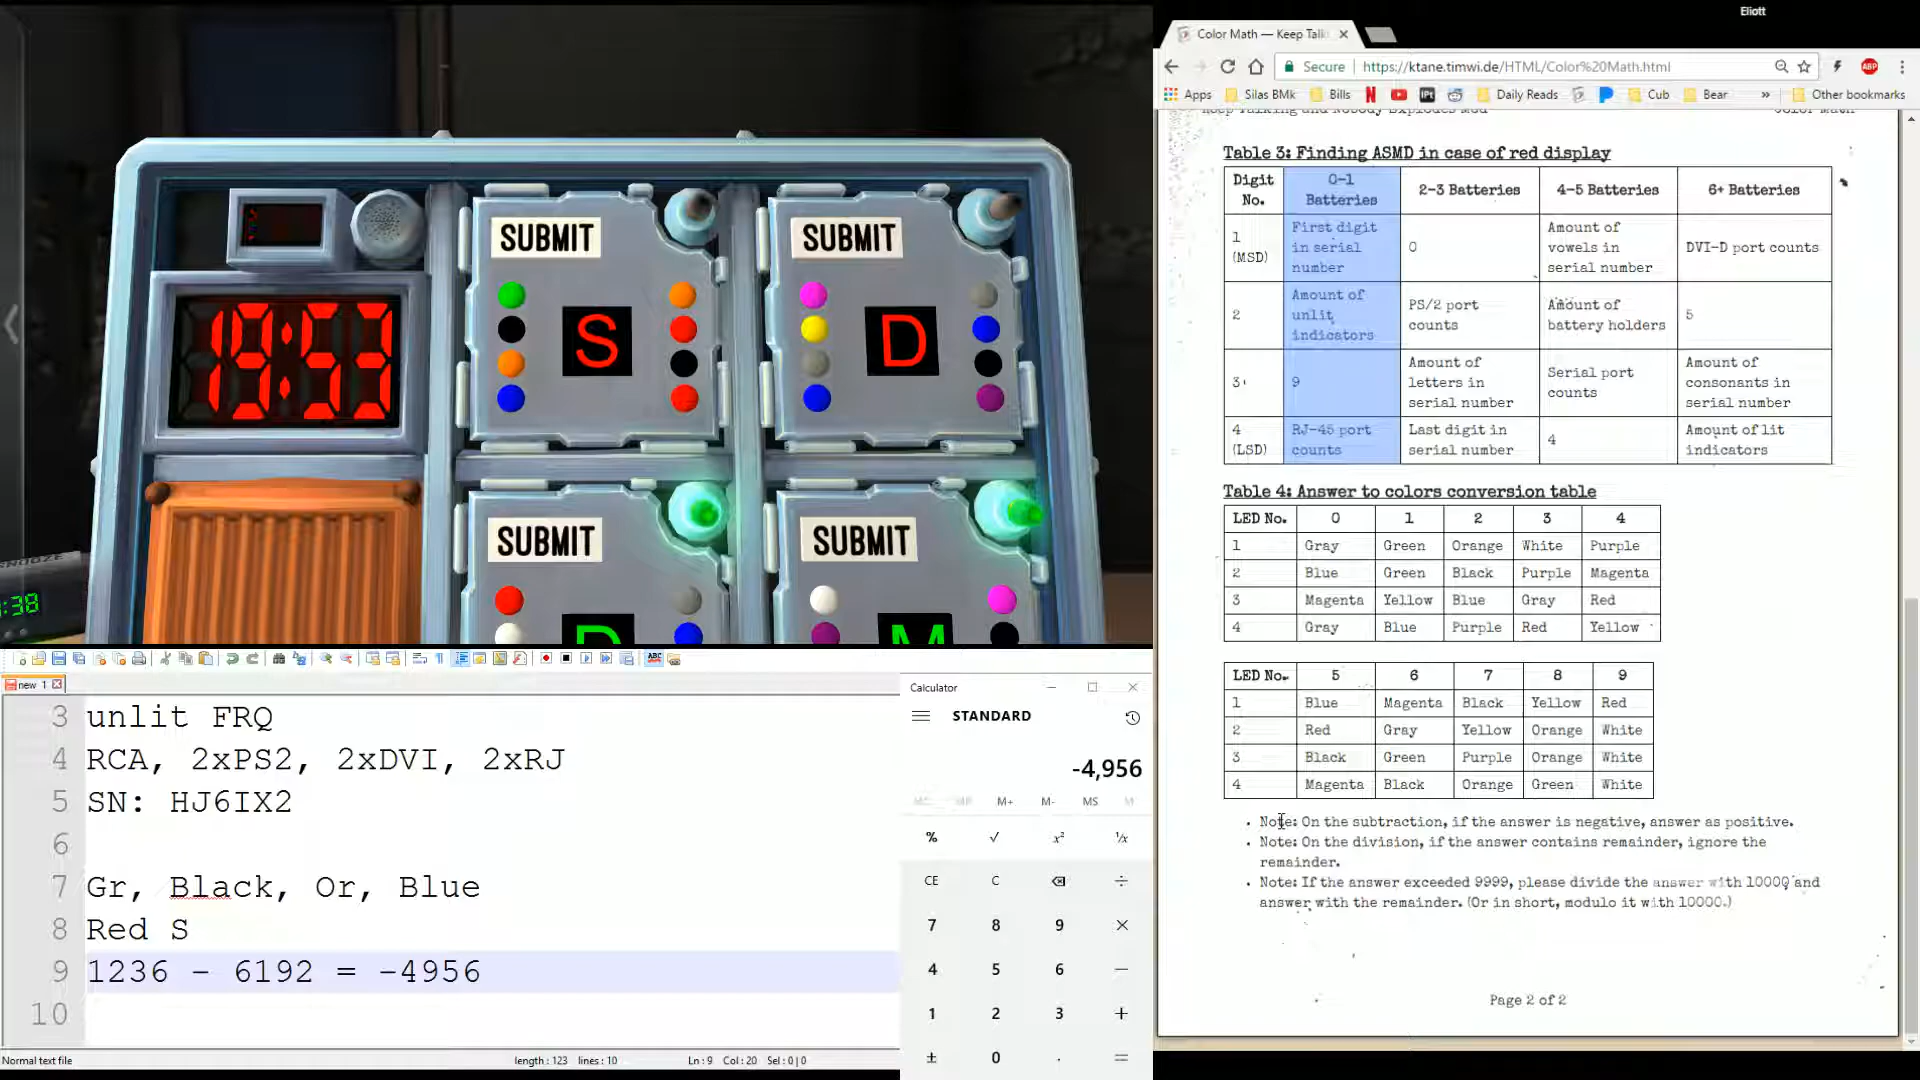 Eliott
Color Math — Keep Talk
Secure
https://ktane.timwi.de/HTML/Color%20Math.html
ABP
Apps
Silas BMk
Bills
Daily Reads
Cub
Bear
»
Other bookmarks
Keep Talking and Nobody Explodes Mod
Color Math
Table 3: Finding ASMD in case of red display
Digit No.
0-1 Batteries
2-3 Batteries
4-5 Batteries
6+ Batteries
1 (MSD)
First digit in serial number
0
Amount of vowels in serial number
DVI-D port counts
2
Amount of unlit indicators
PS/2 port counts
Amount of battery holders
5
3
9
Amount of letters in serial number
Serial port counts
Amount of consonants in serial number
4 (LSD)
RJ-45 port counts
Last digit in serial number
4
Amount of lit indicators
Table 4: Answer to colors conversion table
LED No. 0 1 2 3 4
1 Gray Green Orange White Purple
2 Blue Green Black Purple Magenta
3 Magenta Yellow Blue Gray Red
4 Gray Blue Purple Red Yellow
LED No. 5 6 7 8 9
1 Blue Magenta Black Yellow Red
2 Red Gray Yellow Orange White
3 Black Green Purple Orange White
4 Magenta Black Orange Green White
• Note: On the subtraction, if the answer is negative, answer as positive.
• Note: On the division, if the answer contains remainder, ignore the
remainder.
• Note: If the answer exceeded 9999, please divide the answer with 10000 and
answer with the remainder. (Or in short, modulo it with 10000.)
Page 2 of 2
SUBMIT
S
SUBMIT
D
19:53
SUBMIT
D
SUBMIT
M
SNOOZE
:38
new 1
3 unlit FRQ
4 RCA, 2xPS2, 2xDVI, 2xRJ
5 SN: HJ6IX2
6
7 Gr, Black, Or, Blue
8 Red S
9 1236 - 6192 = -4956
10
Normal text file
length : 123 lines : 10
Ln : 9 Col : 20 Sel : 0 | 0
Calculator
STANDARD
-4,956
MC MR M+ M- MS M
% √ x² ¹/x
CE C ⌫ ÷
7 8 9 ×
4 5 6 −
1 2 3 +
± 0 . =